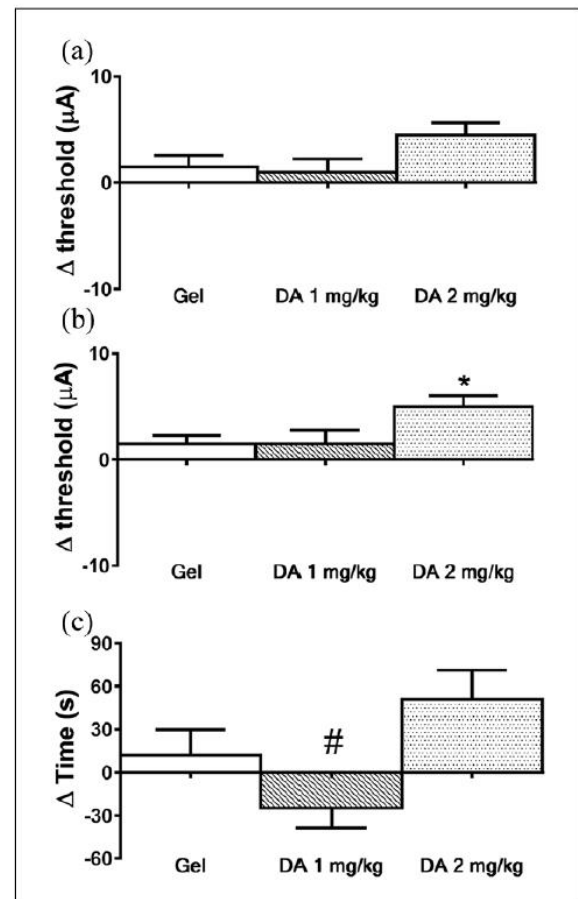 (a)
Δ threshold (μA)
10
0
-10
Gel DA 1 mg/kg DA 2 mg/kg
(b)
Δ threshold (μA)
10
*
0
-10
Gel DA 1 mg/kg DA 2 mg/kg
(c)
Δ Time (s)
90
60
30
#
0
-30
-60
Gel DA 1 mg/kg DA 2 mg/kg